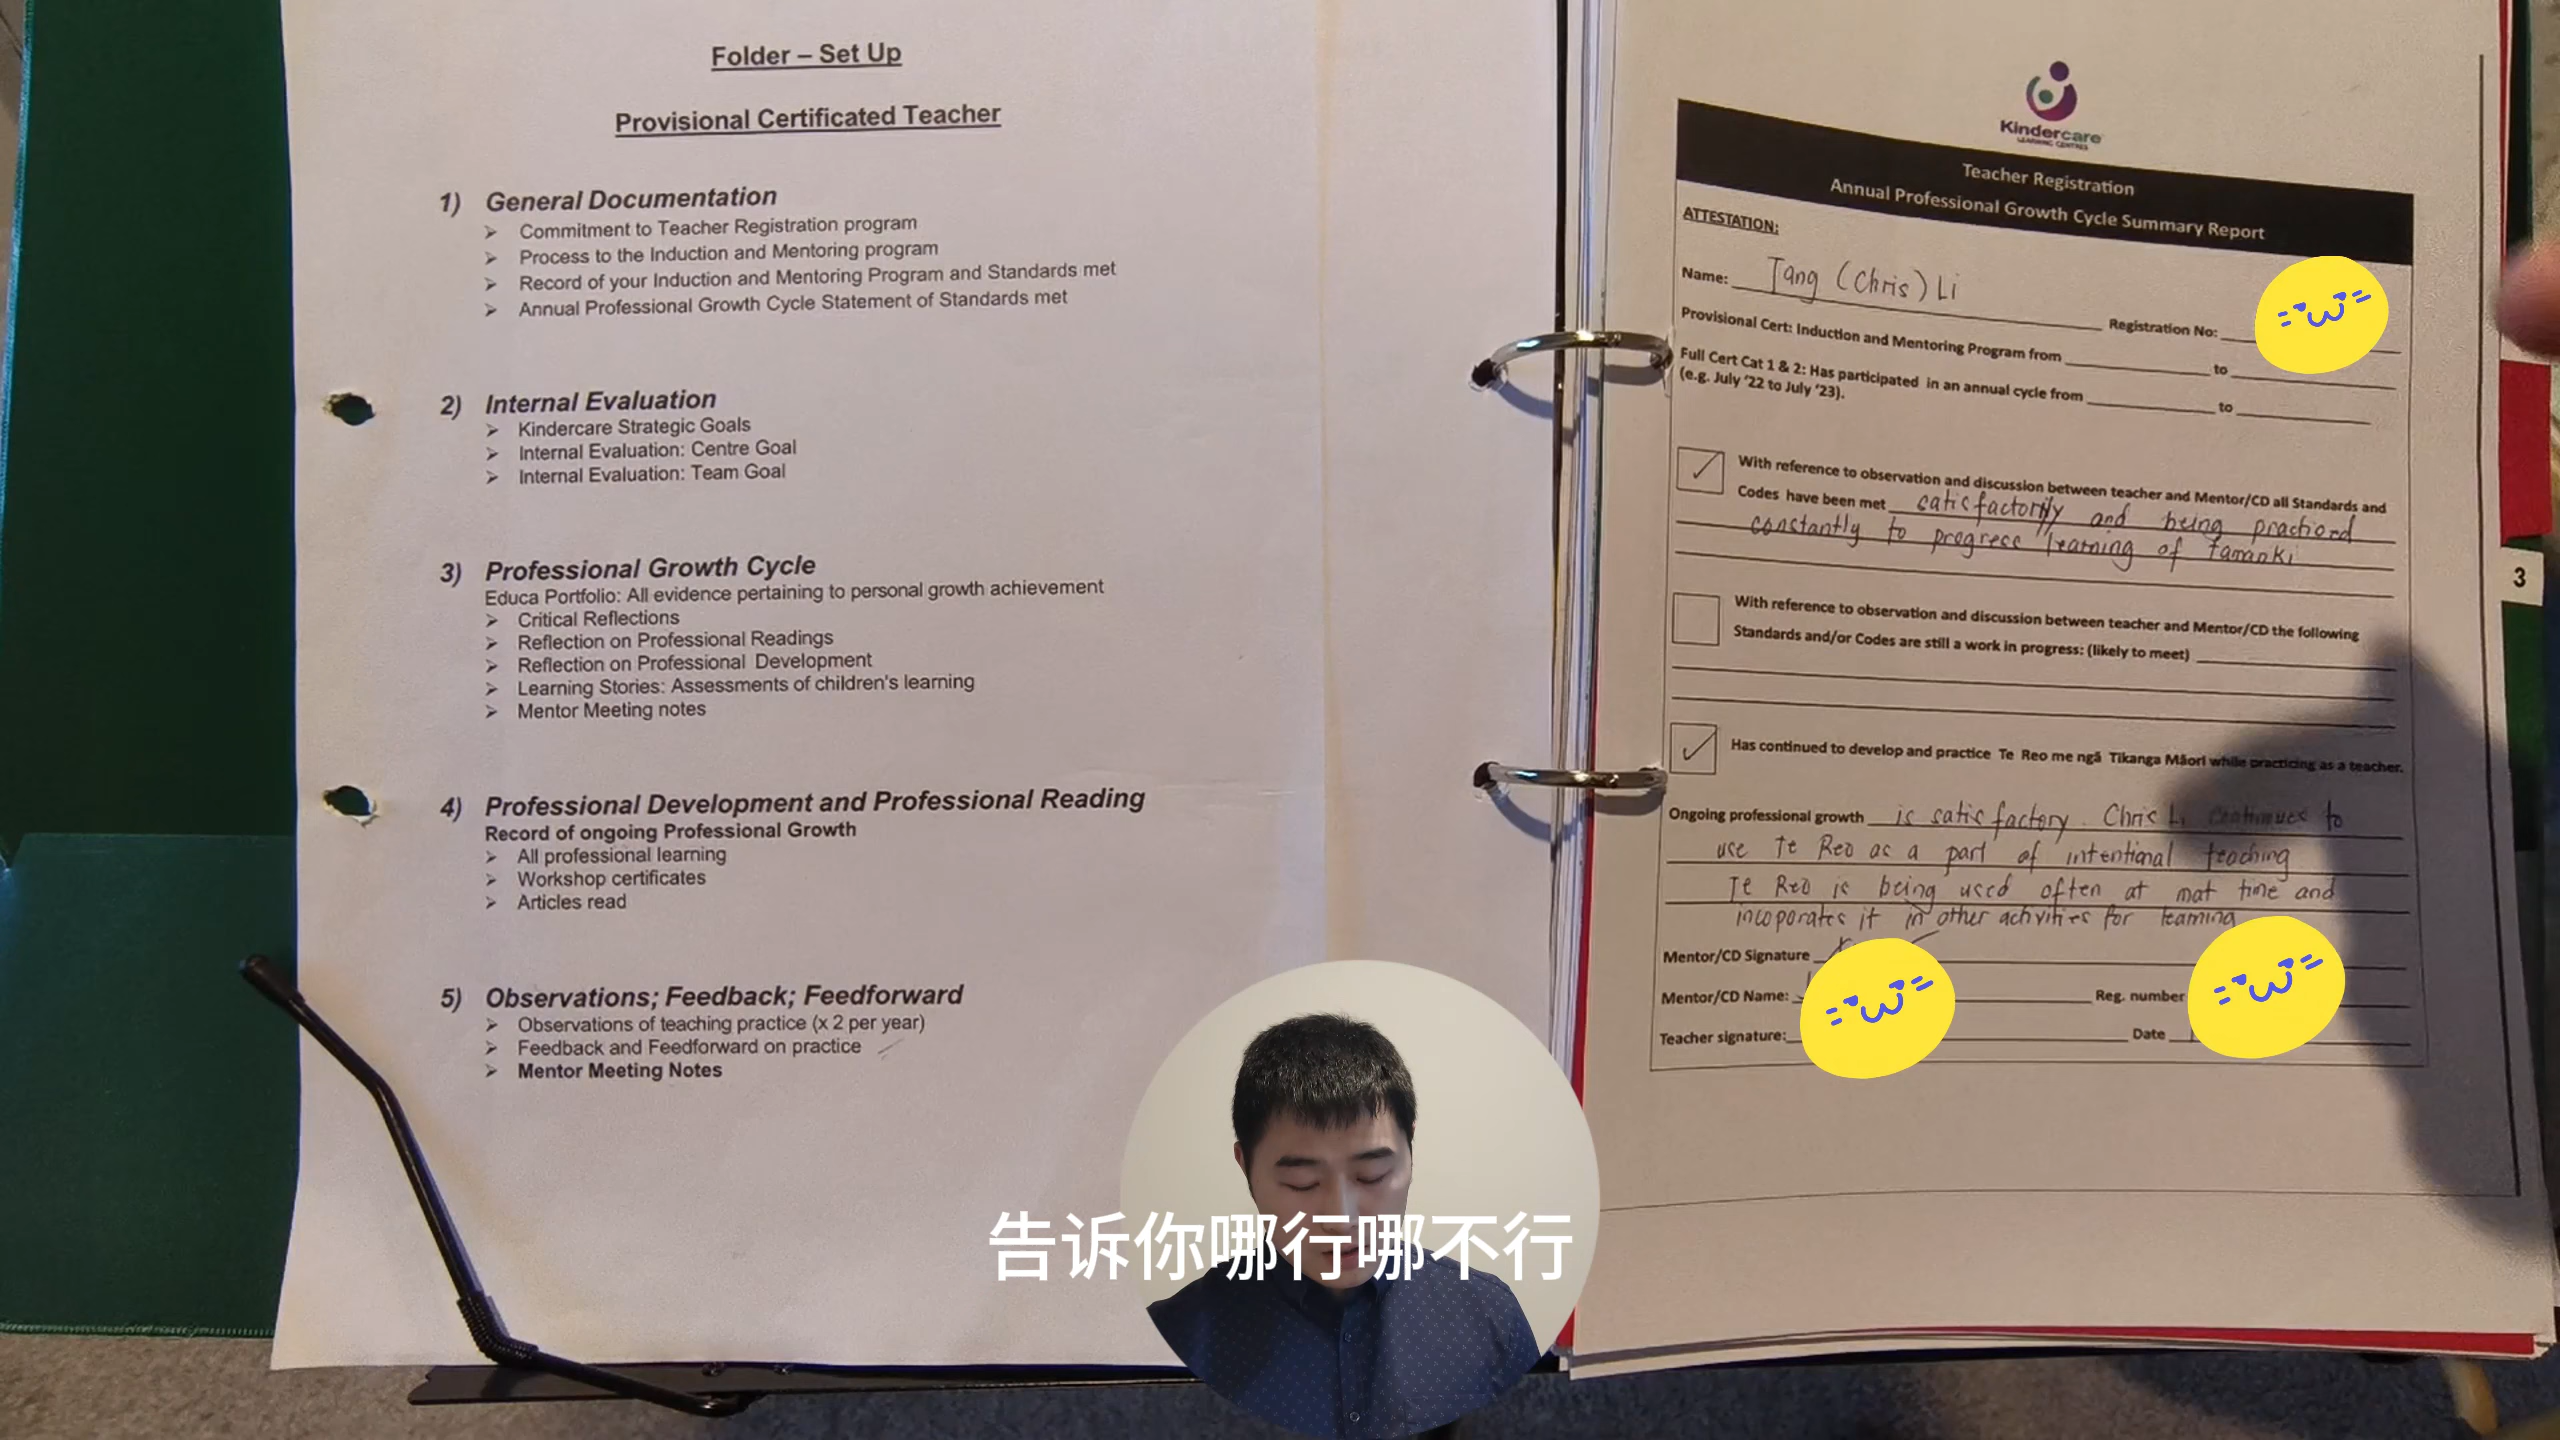 Folder – Set Up
Provisional Certificated Teacher
1) General Documentation
➢ Commitment to Teacher Registration program
➢ Process to the Induction and Mentoring program
➢ Record of your Induction and Mentoring Program and Standards met
➢ Annual Professional Growth Cycle Statement of Standards met
2) Internal Evaluation
➢ Kindercare Strategic Goals
➢ Internal Evaluation: Centre Goal
➢ Internal Evaluation: Team Goal
3) Professional Growth Cycle
Educa Portfolio: All evidence pertaining to personal growth achievement
➢ Critical Reflections
➢ Reflection on Professional Readings
➢ Reflection on Professional Development
➢ Learning Stories: Assessments of children's learning
➢ Mentor Meeting notes
4) Professional Development and Professional Reading
Record of ongoing Professional Growth
➢ All professional learning
➢ Workshop certificates
➢ Articles read
5) Observations; Feedback; Feedforward
➢ Observations of teaching practice (x 2 per year)
➢ Feedback and Feedforward on practice
➢ Mentor Meeting Notes
Kindercare
LEARNING CENTRES
Teacher Registration
Annual Professional Growth Cycle Summary Report
ATTESTATION:
Name: Tang (Chris) Li Registration No:
Provisional Cert: Induction and Mentoring Program from to
Full Cert Cat 1 & 2: Has participated in an annual cycle from to
(e.g. July '22 to July '23).
With reference to observation and discussion between teacher and Mentor/CD all Standards and
Codes have been met satisfactorily and being
constantly to progress learning of
With reference to observation and discussion between teacher and Mentor/CD the following
Standards and/or Codes are still a work in progress: (likely to meet)
Has continued to develop and practice Te Reo me ngā Tikanga Māori while practicing as a teacher.
Ongoing professional growth is satisfactory. Chris Li continues to
use Te Reo as a part of intentional teaching
Te Reo is being used often at mat time and
incoporates it in other activities for learning
Mentor/CD Signature
Mentor/CD Name: Reg. number
Teacher signature: Date
3
告诉你哪行哪不行